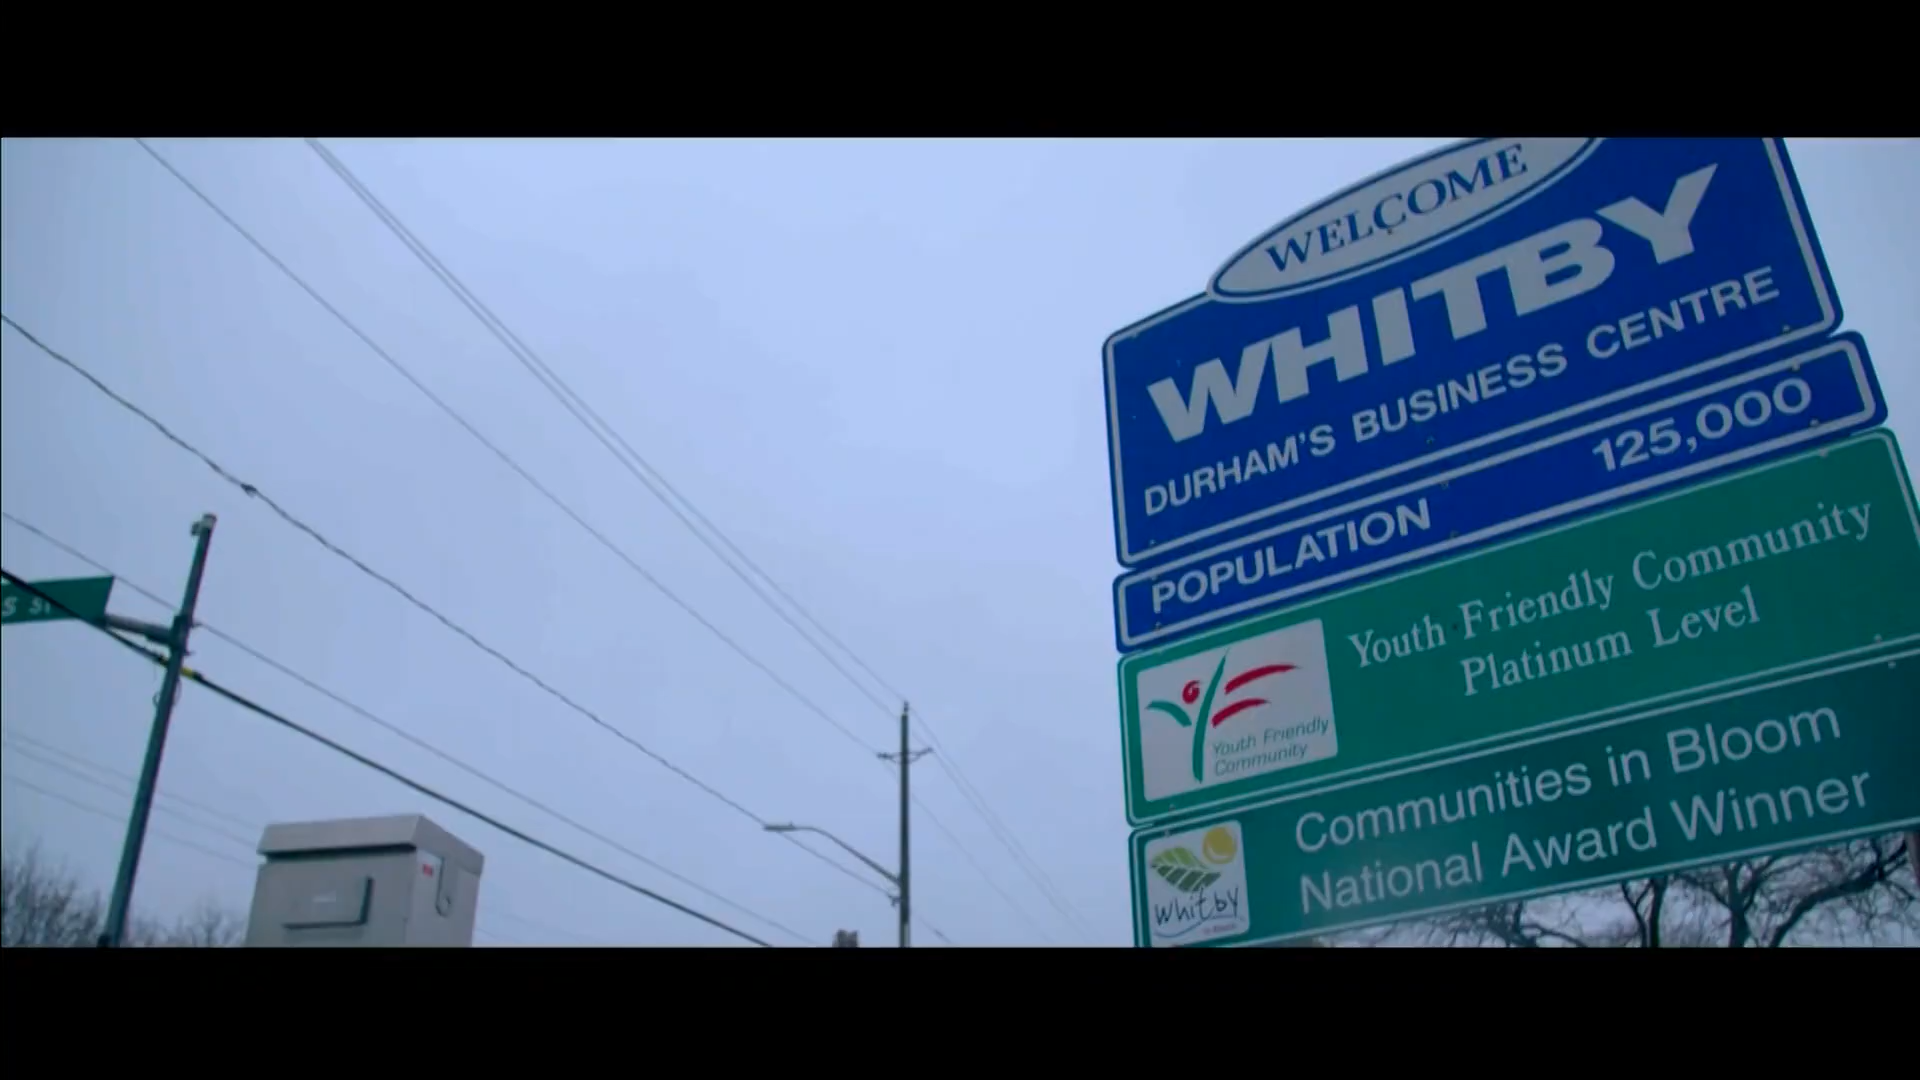 WELCOME
WHITBY
DURHAM'S BUSINESS CENTRE
POPULATION 125,000
Youth Friendly Community
Platinum Level
Youth Friendly
Community
Communities in Bloom
National Award Winner
Whitby
S St